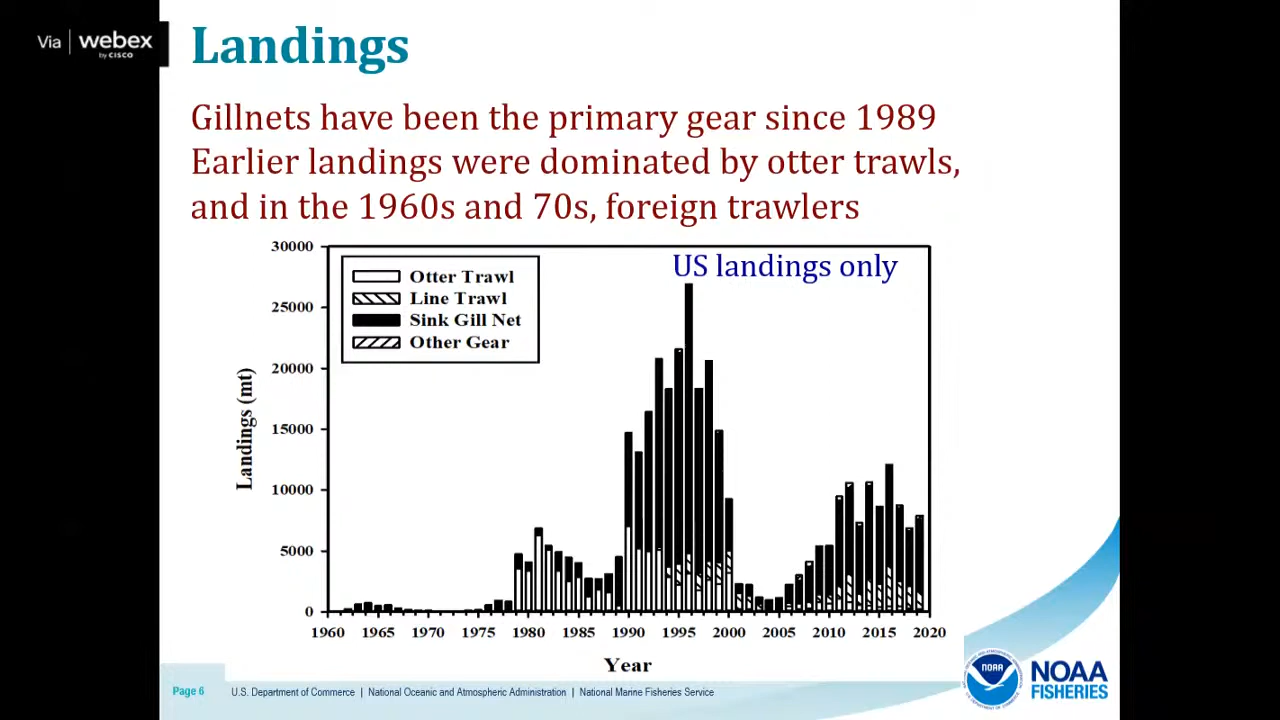 Via webex
by CISCO
Landings
Gillnets have been the primary gear since 1989
Earlier landings were dominated by otter trawls,
and in the 1960s and 70s, foreign trawlers
US landings only
Otter Trawl
Line Trawl
Sink Gill Net
Other Gear
Landings (mt)
30000
25000
20000
15000
10000
5000
0
1960 1965 1970 1975 1980 1985 1990 1995 2000 2005 2010 2015 2020
Year
Page 6 U.S. Department of Commerce | National Oceanic and Atmospheric Administration | National Marine Fisheries Service
NOAA
NOAA
FISHERIES